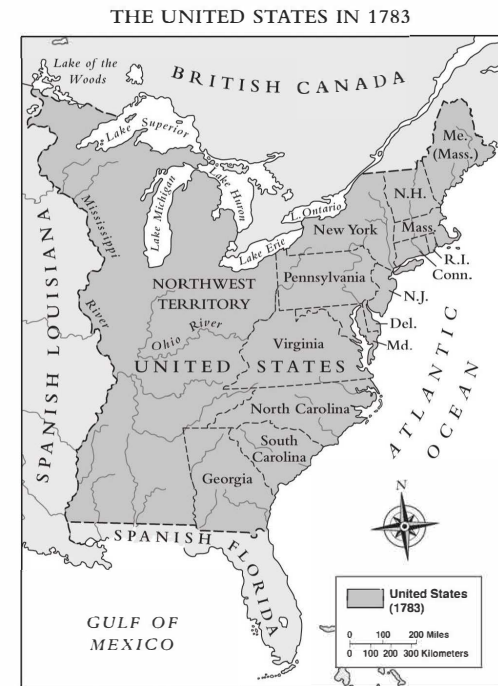 THE UNITED STATES IN 1783
Lake of the
Woods
BRITISH CANADA
Lake Superior
Me.
(Mass.)
Lake Michigan
Lake Huron
L. Ontario
N.H.
Mississippi
New York
Mass.
Lake Erie
R.I.
Conn.
Pennsylvania
NORTHWEST
TERRITORY
N.J.
River
Ohio River
Del.
Virginia
Md.
SPANISH LOUISIANA
UNITED STATES
ATLANTIC
OCEAN
North Carolina
South
Carolina
Georgia
N
SPANISH FLORIDA
GULF OF
MEXICO
United States
(1783)
0 100 200 Miles
0 100 200 300 Kilometers